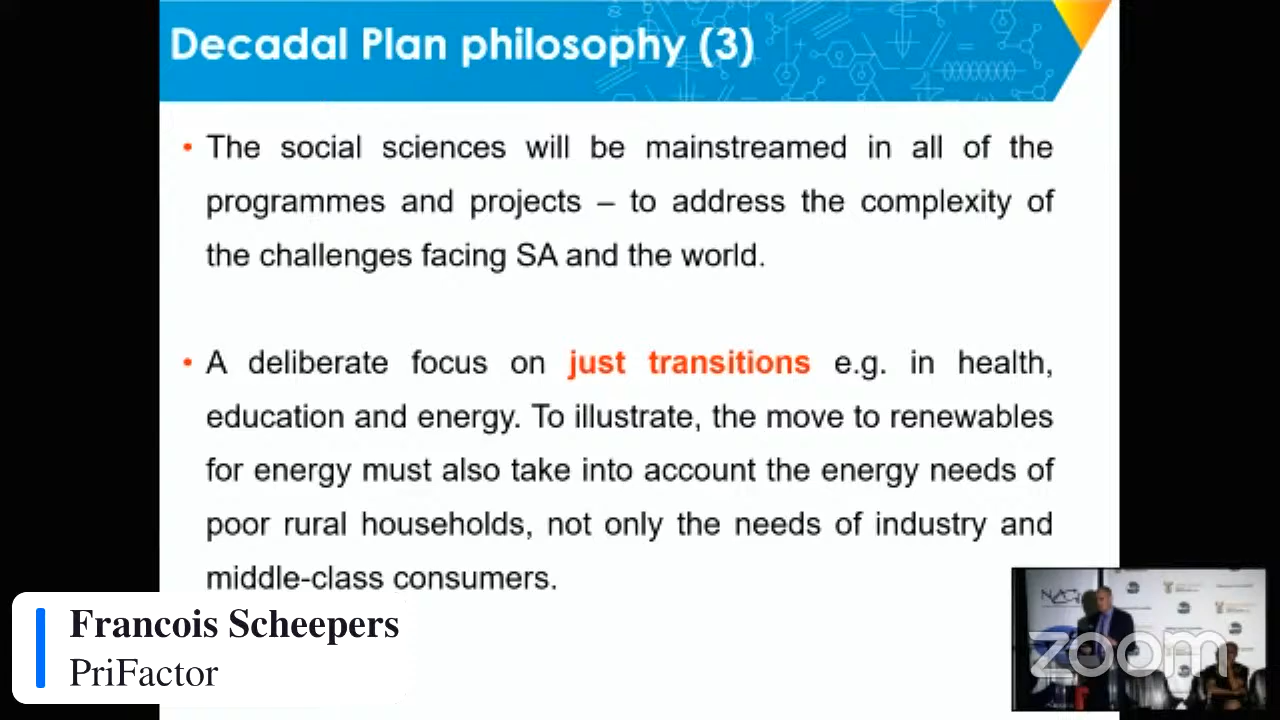 Decadal Plan philosophy (3)
• The social sciences will be mainstreamed in all of the
programmes and projects – to address the complexity of
the challenges facing SA and the world.
• A deliberate focus on just transitions e.g. in health,
education and energy. To illustrate, the move to renewables
for energy must also take into account the energy needs of
poor rural households, not only the needs of industry and
middle-class consumers.
Francois Scheepers
PriFactor
zoom